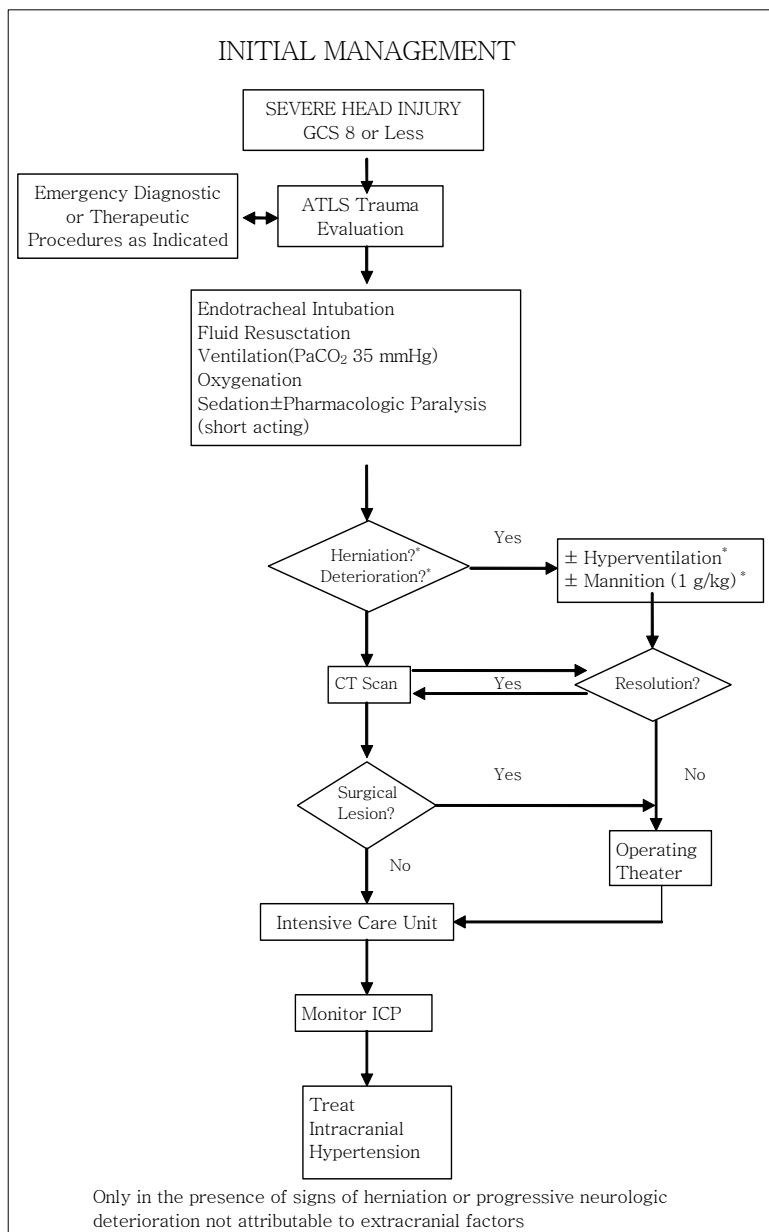 INITIAL MANAGEMENT
SEVERE HEAD INJURY
GCS 8 or Less
Emergency Diagnostic
or Therapeutic
Procedures as Indicated
ATLS Trauma
Evaluation
Endotracheal Intubation
Fluid Resusctation
Ventilation(PaCO₂ 35 mmHg)
Oxygenation
Sedation±Pharmacologic Paralysis
(short acting)
Herniation?*
Deterioration?*
Yes
± Hyperventilation*
± Mannition (1 g/kg)*
CT Scan
Yes
Resolution?
Surgical
Lesion?
Yes
No
Operating
Theater
No
Intensive Care Unit
Monitor ICP
Treat
Intracranial
Hypertension
Only in the presence of signs of herniation or progressive neurologic
deterioration not attributable to extracranial factors